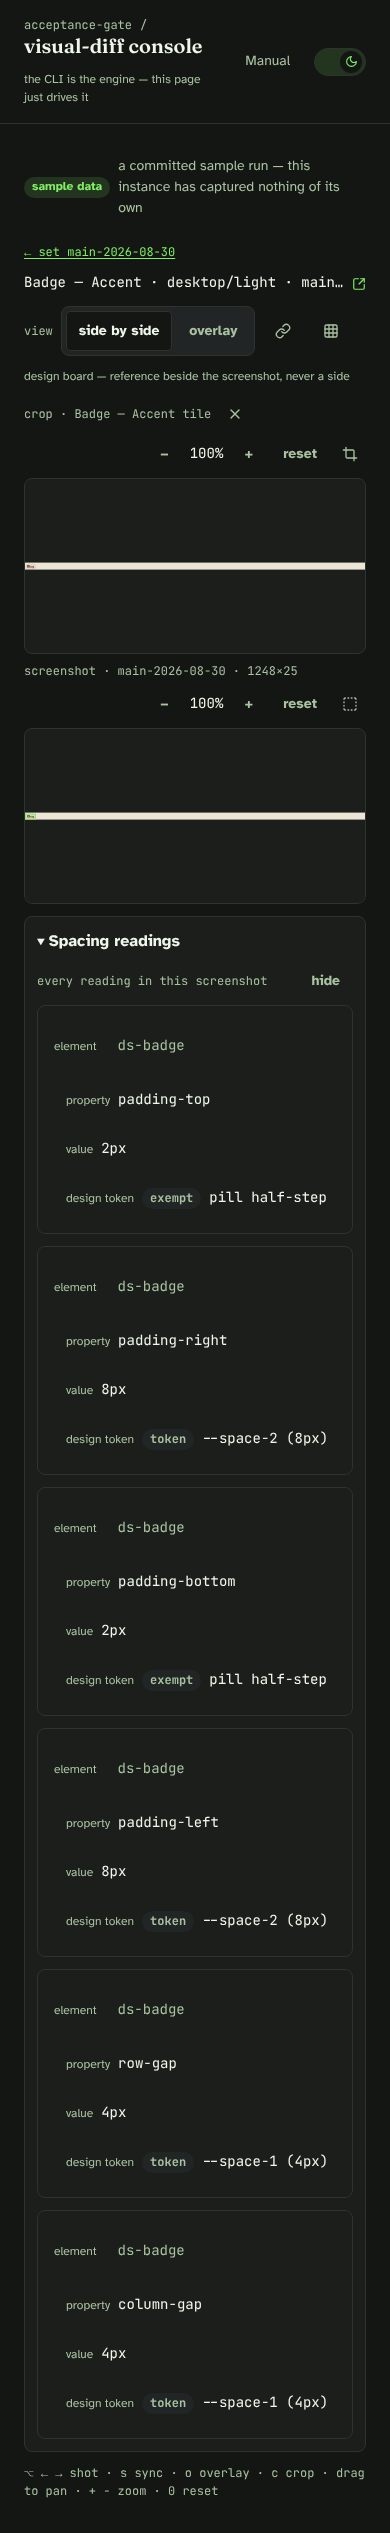 acceptance-gate /
visual-diff console
the CLI is the engine — this page
just drives it
Manual
sample data
a committed sample run — this
instance has captured nothing of its
own
← set main-2026-08-30
Badge — Accent · desktop/light · main…
view
side by side
overlay
design board — reference beside the screenshot, never a side
crop · Badge — Accent tile
− 100% + reset
screenshot · main-2026-08-30 · 1248×25
− 100% + reset
▾ Spacing readings
every reading in this screenshot
hide
element ds-badge
property padding-top
value 2px
design token exempt pill half-step
element ds-badge
property padding-right
value 8px
design token token --space-2 (8px)
element ds-badge
property padding-bottom
value 2px
design token exempt pill half-step
element ds-badge
property padding-left
value 8px
design token token --space-2 (8px)
element ds-badge
property row-gap
value 4px
design token token --space-1 (4px)
element ds-badge
property column-gap
value 4px
design token token --space-1 (4px)
⌥ ← → shot · s sync · o overlay · c crop · drag
to pan · + - zoom · 0 reset